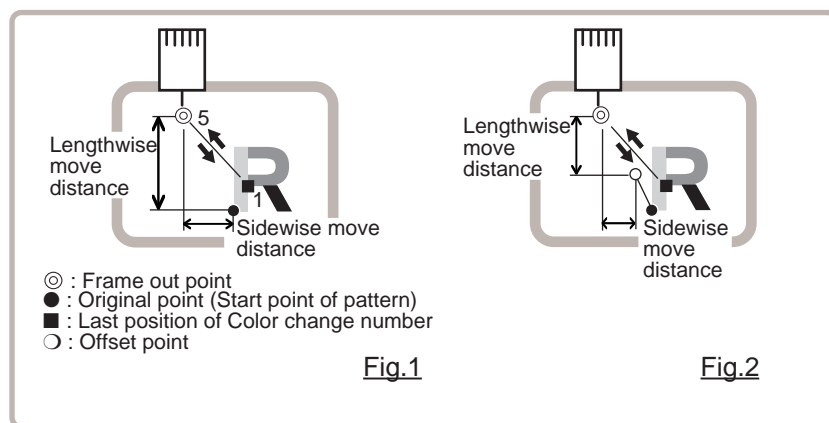 5
Lengthwise
move
distance
R
1
Sidewise move
distance
◎ : Frame out point
● : Original point (Start point of pattern)
■ : Last position of Color change number
❍ : Offset point
Fig.1
Lengthwise
move
distance
R
Sidewise
move
distance
Fig.2